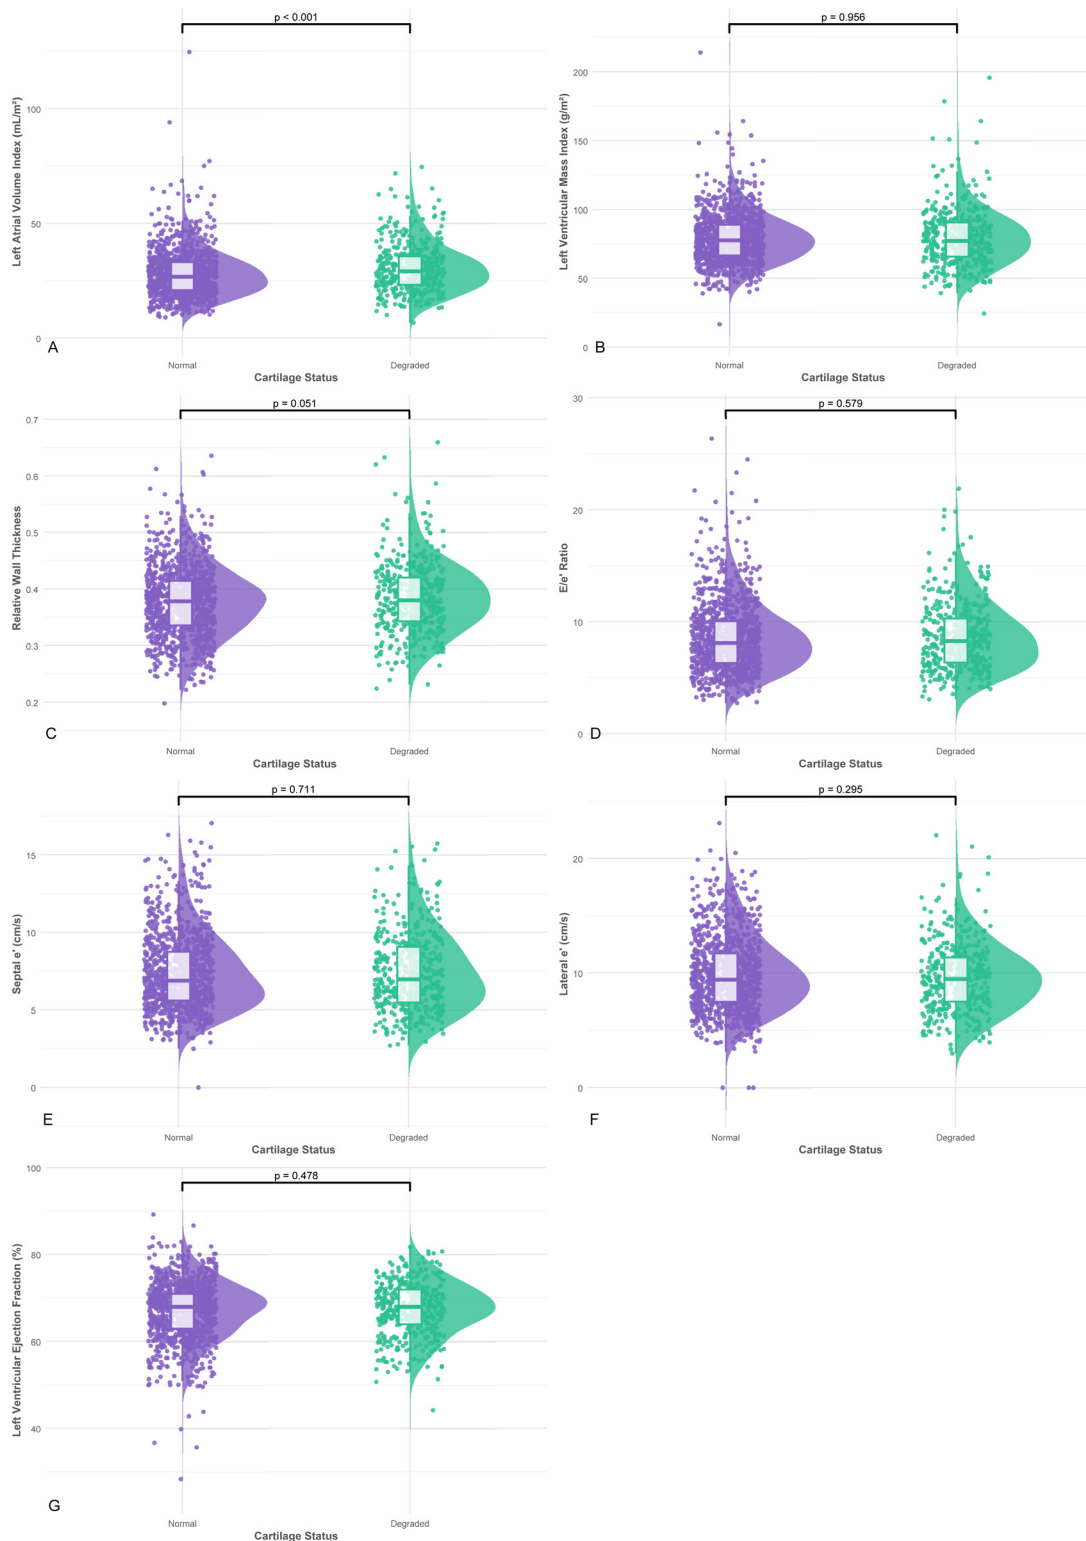 p < 0.001
Left Atrial Volume Index (mL/m²)
100
50
0
A
Normal
Degraded
Cartilage Status
p = 0.956
Left Ventricular Mass Index (g/m²)
200
150
100
50
0
B
Normal
Degraded
Cartilage Status
p = 0.051
Relative Wall Thickness
0.7
0.6
0.5
0.4
0.3
0.2
C
Normal
Degraded
Cartilage Status
p = 0.579
E/e' Ratio
30
20
10
0
D
Normal
Degraded
Cartilage Status
p = 0.711
Septal e' (cm/s)
15
10
5
0
E
Normal
Degraded
Cartilage Status
p = 0.295
Lateral e' (cm/s)
20
10
0
F
Normal
Degraded
Cartilage Status
p = 0.478
Left Ventricular Ejection Fraction (%)
100
80
60
40
G
Normal
Degraded
Cartilage Status